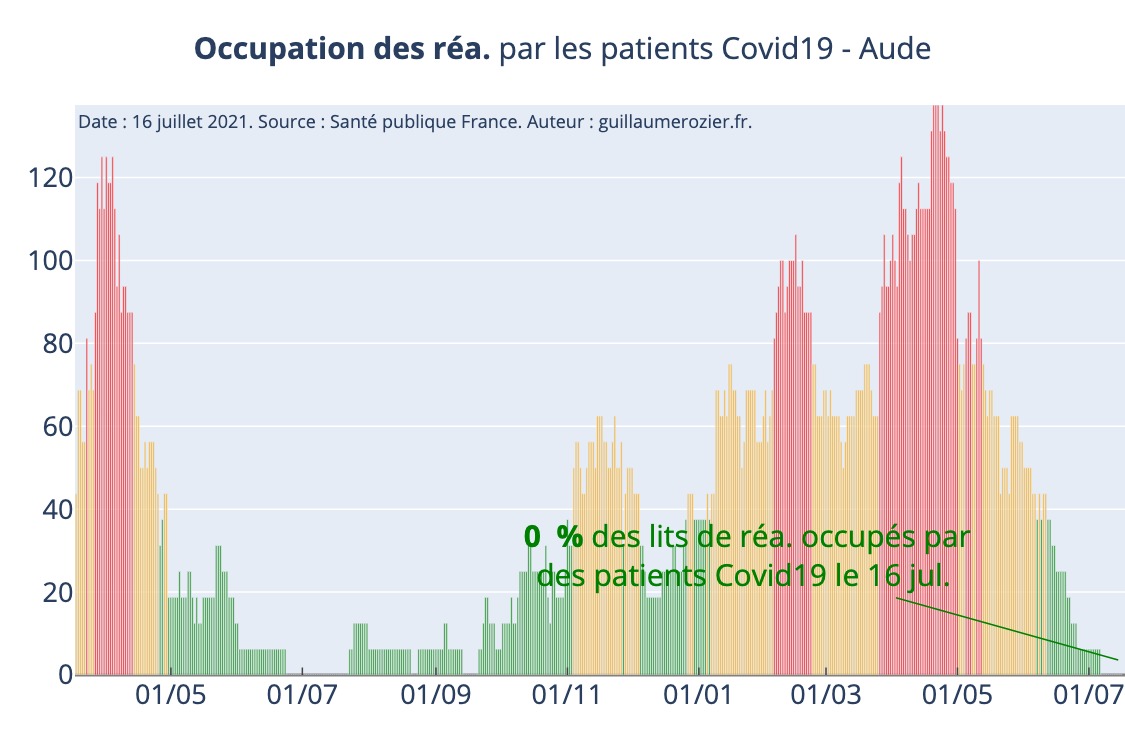 Occupation des réa. par les patients Covid19 - Aude
Date : 16 juillet 2021. Source : Santé publique France. Auteur : guillaumerozier.fr.
120
100
80
60
40
20
0
0 % des lits de réa. occupés par
des patients Covid19 le 16 jul.
01/05 01/07 01/09 01/11 01/01 01/03 01/05 01/07